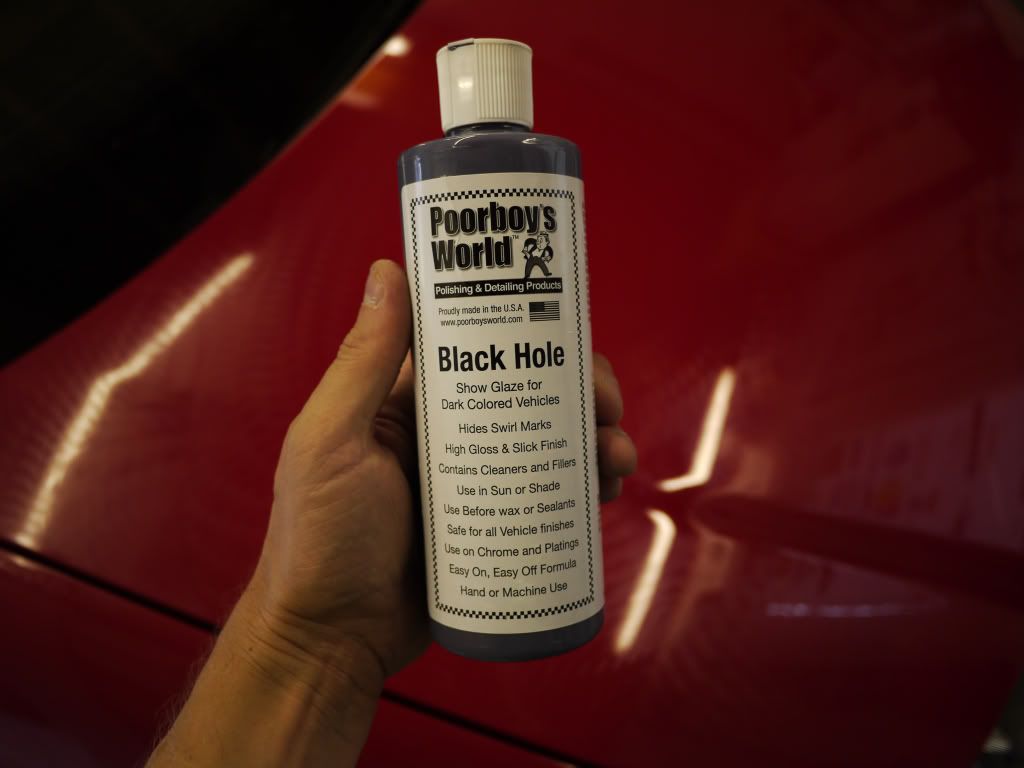 Poorboy's
World™
Polishing & Detailing Products
Proudly made in the U.S.A.
www.poorboysworld.com
Black Hole
Show Glaze for
Dark Colored Vehicles
Hides Swirl Marks
High Gloss & Slick Finish
Contains Cleaners and Fillers
Use in Sun or Shade
Use Before wax or Sealants
Safe for all Vehicle finishes
Use on Chrome and Platings
Easy On, Easy Off Formula
Hand or Machine Use